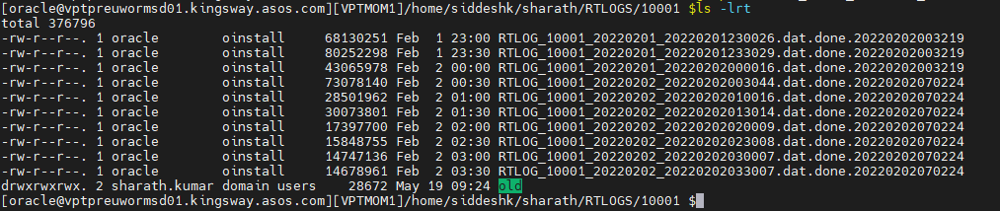 [oracle@vptpreuwormsd01.kingsway.asos.com][VPTMOM1]/home/siddeshk/sharath/RTLOGS/10001 $ls -lrt
total 376796
-rw-r--r--. 1 oracle        oinstall     68130251 Feb  1 23:00 RTLOG_10001_20220201_20220201230026.dat.done.20220202003219
-rw-r--r--. 1 oracle        oinstall     80252298 Feb  1 23:30 RTLOG_10001_20220201_20220201233029.dat.done.20220202003219
-rw-r--r--. 1 oracle        oinstall     43065978 Feb  2 00:00 RTLOG_10001_20220201_20220202000016.dat.done.20220202003219
-rw-r--r--. 1 oracle        oinstall     73078140 Feb  2 00:30 RTLOG_10001_20220202_20220202003044.dat.done.20220202070224
-rw-r--r--. 1 oracle        oinstall     28501962 Feb  2 01:00 RTLOG_10001_20220202_20220202010016.dat.done.20220202070224
-rw-r--r--. 1 oracle        oinstall     30073801 Feb  2 01:30 RTLOG_10001_20220202_20220202013014.dat.done.20220202070224
-rw-r--r--. 1 oracle        oinstall     17397700 Feb  2 02:00 RTLOG_10001_20220202_20220202020009.dat.done.20220202070224
-rw-r--r--. 1 oracle        oinstall     15848755 Feb  2 02:30 RTLOG_10001_20220202_20220202023008.dat.done.20220202070224
-rw-r--r--. 1 oracle        oinstall     14747136 Feb  2 03:00 RTLOG_10001_20220202_20220202030007.dat.done.20220202070224
-rw-r--r--. 1 oracle        oinstall     14678961 Feb  2 03:30 RTLOG_10001_20220202_20220202033007.dat.done.20220202070224
drwxrwxrwx. 2 sharath.kumar domain users    28672 May 19 09:24 old
[oracle@vptpreuwormsd01.kingsway.asos.com][VPTMOM1]/home/siddeshk/sharath/RTLOGS/10001 $